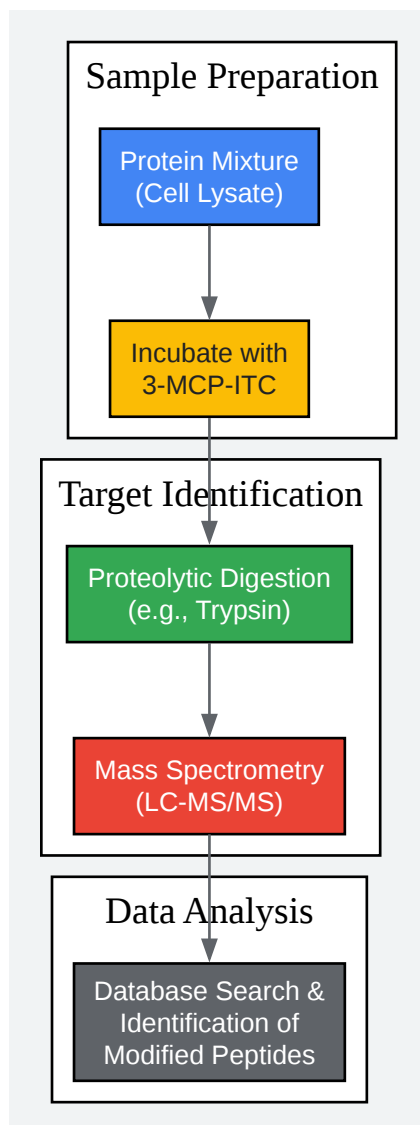 Sample Preparation
Protein Mixture
(Cell Lysate)
Incubate with
3-MCP-ITC
Target Identification
Proteolytic Digestion
(e.g., Trypsin)
Mass Spectrometry
(LC-MS/MS)
Data Analysis
Database Search &
Identification of
Modified Peptides